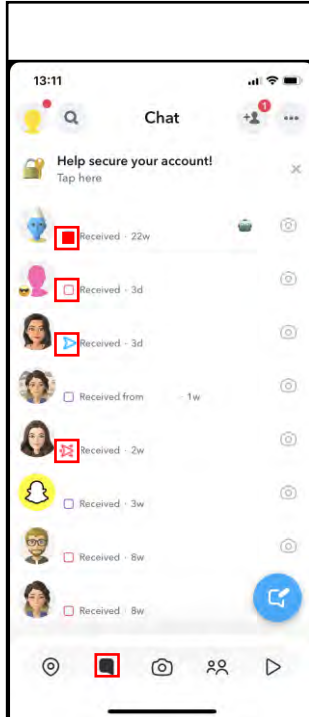 13:11
1
Chat
Help secure your account!
Tap here
Received · 22w
Received · 3d
Received · 3d
Received from · 1w
Received · 2w
Received · 3w
Received · 8w
Received · 8w